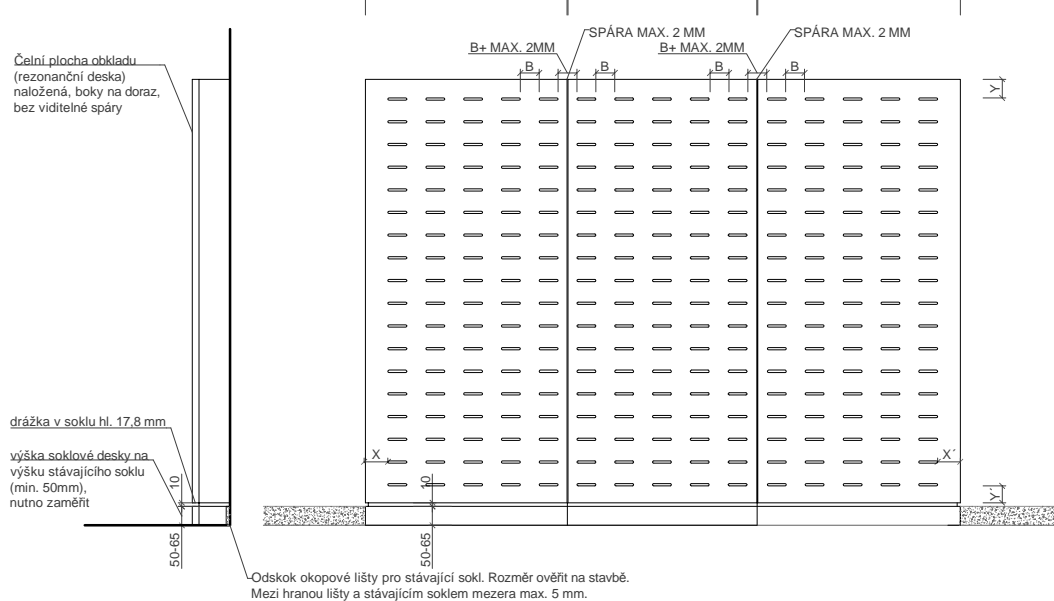 SPÁRA MAX. 2 MM
SPÁRA MAX. 2 MM
B+ MAX. 2MM
B+ MAX. 2MM
Čelní plocha obkladu
(rezonanční deska)
naložená, boky na doraz,
bez viditelné spáry
B
B
B
B
Y
drážka v soklu hl. 17,8 mm
výška soklové desky na
výšku stávajícího soklu
(min. 50mm),
nutno zaměřit
X
X´
10
10
Y´
50-65
50-65
Odskok okopové lišty pro stávající sokl. Rozměr ověřit na stavbě.
Mezi hranou lišty a stávajícím soklem mezera max. 5 mm.